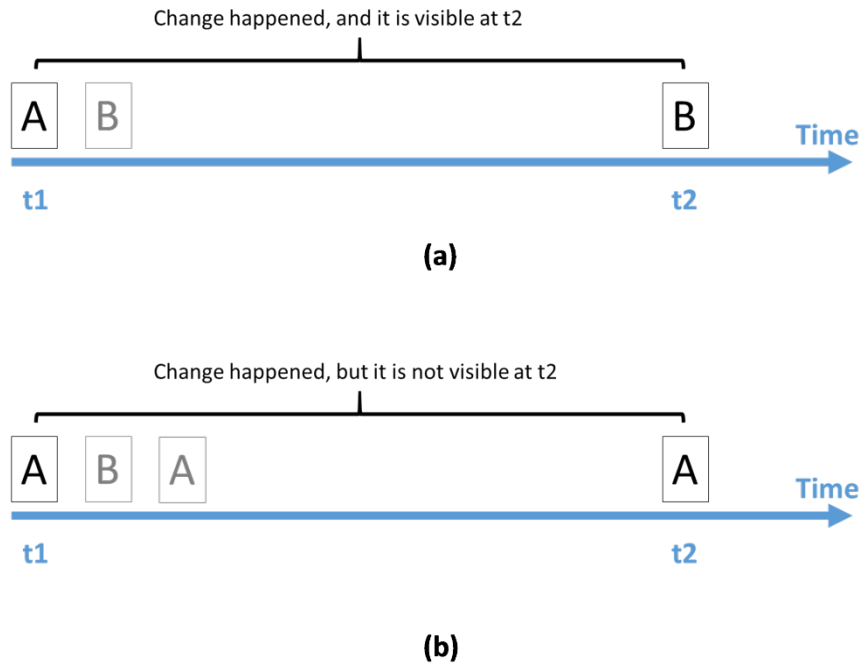 Change happened, and it is visible at t2
A B B
Time
t1 t2
(a)
Change happened, but it is not visible at t2
A B A A
Time
t1 t2
(b)